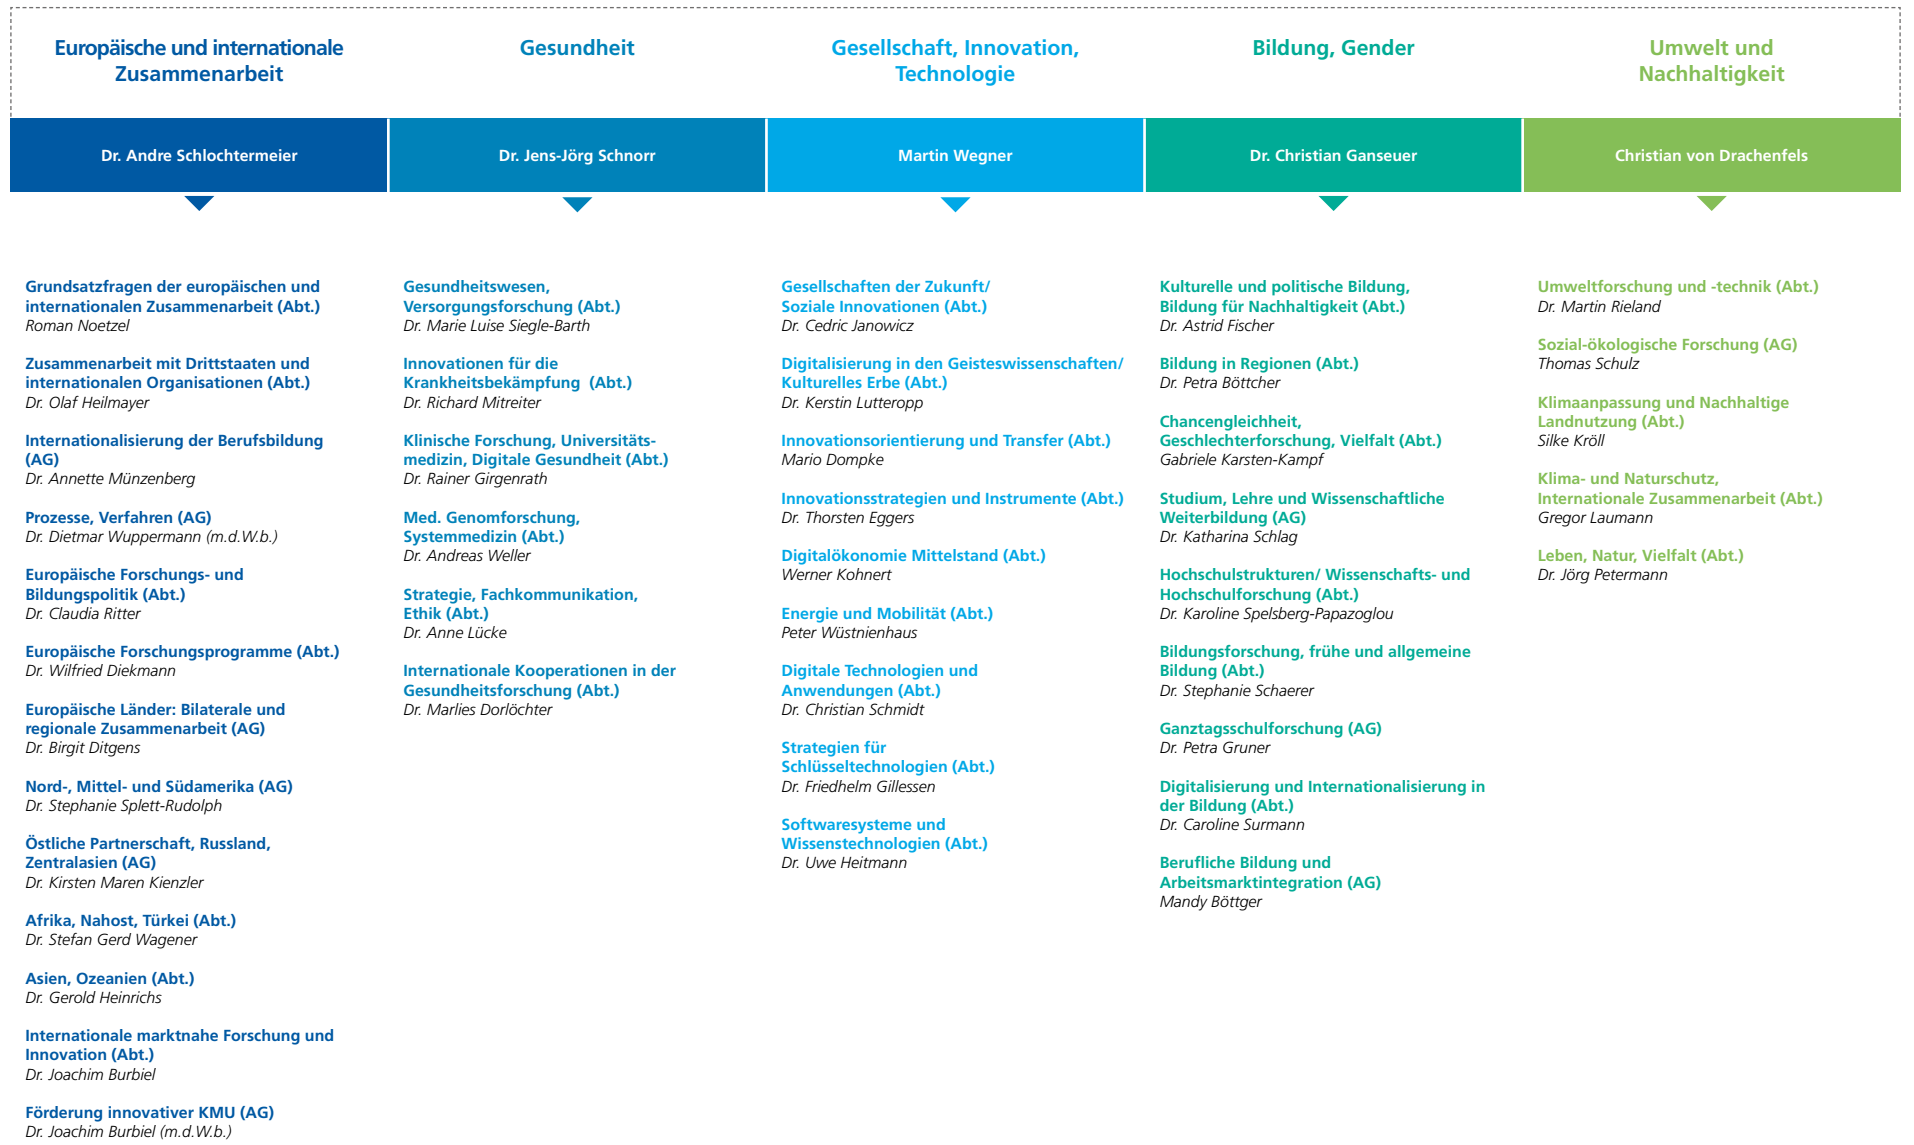 Europäische und internationale
Zusammenarbeit
Gesundheit
Gesellschaft, Innovation,
Technologie
Bildung, Gender
Umwelt und
Nachhaltigkeit
Dr. Andre Schlochtermeier
Dr. Jens-Jörg Schnorr
Martin Wegner
Dr. Christian Ganseuer
Christian von Drachenfels
Grundsatzfragen der europäischen und
internationalen Zusammenarbeit (Abt.)
Roman Noetzel
Zusammenarbeit mit Drittstaaten und
internationalen Organisationen (Abt.)
Dr. Olaf Heilmayer
Internationalisierung der Berufsbildung
(AG)
Dr. Annette Münzenberg
Prozesse, Verfahren (AG)
Dr. Dietmar Wuppermann (m.d.W.b.)
Europäische Forschungs- und
Bildungspolitik (Abt.)
Dr. Claudia Ritter
Europäische Forschungsprogramme (Abt.)
Dr. Wilfried Diekmann
Europäische Länder: Bilaterale und
regionale Zusammenarbeit (AG)
Dr. Birgit Ditgens
Nord-, Mittel- und Südamerika (AG)
Dr. Stephanie Splett-Rudolph
Östliche Partnerschaft, Russland,
Zentralasien (AG)
Dr. Kirsten Maren Kienzler
Afrika, Nahost, Türkei (Abt.)
Dr. Stefan Gerd Wagener
Asien, Ozeanien (Abt.)
Dr. Gerold Heinrichs
Internationale marktnahe Forschung und
Innovation (Abt.)
Dr. Joachim Burbiel
Förderung innovativer KMU (AG)
Dr. Joachim Burbiel (m.d.W.b.)
Gesundheitswesen,
Versorgungsforschung (Abt.)
Dr. Marie Luise Siegle-Barth
Innovationen für die
Krankheitsbekämpfung (Abt.)
Dr. Richard Mitreiter
Klinische Forschung, Universitäts-
medizin, Digitale Gesundheit (Abt.)
Dr. Rainer Girgenrath
Med. Genomforschung,
Systemmedizin (Abt.)
Dr. Andreas Weller
Strategie, Fachkommunikation,
Ethik (Abt.)
Dr. Anne Lücke
Internationale Kooperationen in der
Gesundheitsforschung (Abt.)
Dr. Marlies Dorlöchter
Gesellschaften der Zukunft/
Soziale Innovationen (Abt.)
Dr. Cedric Janowicz
Digitalisierung in den Geisteswissenschaften/
Kulturelles Erbe (Abt.)
Dr. Kerstin Lutteropp
Innovationsorientierung und Transfer (Abt.)
Mario Dompke
Innovationsstrategien und Instrumente (Abt.)
Dr. Thorsten Eggers
Digitalökonomie Mittelstand (Abt.)
Werner Kohnert
Energie und Mobilität (Abt.)
Peter Wüstnienhaus
Digitale Technologien und
Anwendungen (Abt.)
Dr. Christian Schmidt
Strategien für
Schlüsseltechnologien (Abt.)
Dr. Friedhelm Gillessen
Softwaresysteme und
Wissenstechnologien (Abt.)
Dr. Uwe Heitmann
Kulturelle und politische Bildung,
Bildung für Nachhaltigkeit (Abt.)
Dr. Astrid Fischer
Bildung in Regionen (Abt.)
Dr. Petra Böttcher
Chancengleichheit,
Geschlechterforschung, Vielfalt (Abt.)
Gabriele Karsten-Kampf
Studium, Lehre und Wissenschaftliche
Weiterbildung (AG)
Dr. Katharina Schlag
Hochschulstrukturen/ Wissenschafts- und
Hochschulforschung (Abt.)
Dr. Karoline Spelsberg-Papazoglou
Bildungsforschung, frühe und allgemeine
Bildung (Abt.)
Dr. Stephanie Schaerer
Ganztagsschulforschung (AG)
Dr. Petra Gruner
Digitalisierung und Internationalisierung in
der Bildung (Abt.)
Dr. Caroline Surmann
Berufliche Bildung und
Arbeitsmarktintegration (AG)
Mandy Böttger
Umweltforschung und -technik (Abt.)
Dr. Martin Rieland
Sozial-ökologische Forschung (AG)
Thomas Schulz
Klimaanpassung und Nachhaltige
Landnutzung (Abt.)
Silke Kröll
Klima- und Naturschutz,
Internationale Zusammenarbeit (Abt.)
Gregor Laumann
Leben, Natur, Vielfalt (Abt.)
Dr. Jörg Petermann